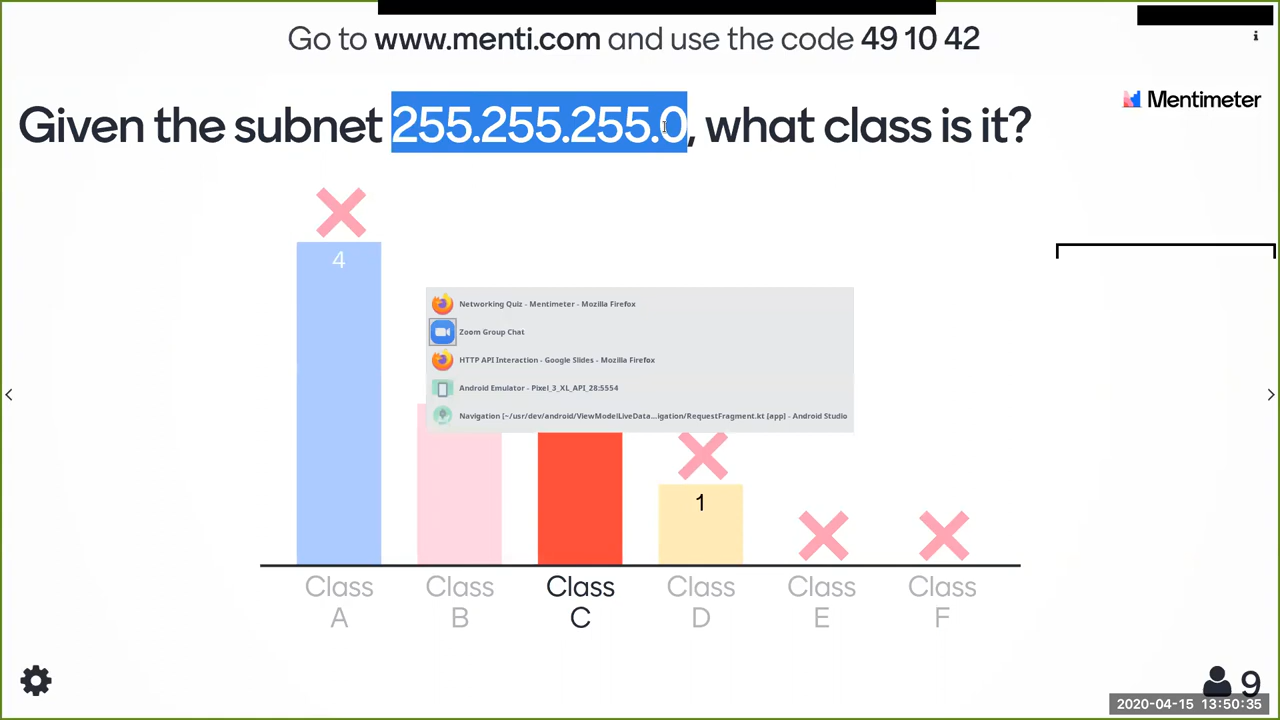 Go to www.menti.com and use the code 49 10 42
i
Mentimeter
Given the subnet 255.255.255.0, what class is it?
4
Networking Quiz - Mentimeter - Mozilla Firefox
Zoom Group Chat
HTTP API Interaction - Google Slides - Mozilla Firefox
Android Emulator - Pixel_3_XL_API_28:5554
Navigation [~/usr/dev/android/ViewModelLiveData...igation/RequestFragment.kt [app] - Android Studio
1
Class A
Class B
Class C
Class D
Class E
Class F
9
2020-04-15 13:50:35